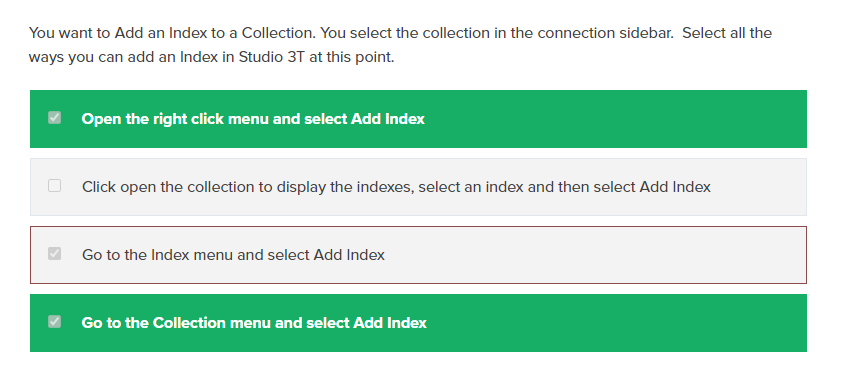 You want to Add an Index to a Collection. You select the collection in the connection sidebar.  Select all the
ways you can add an Index in Studio 3T at this point.
Open the right click menu and select Add Index
Click open the collection to display the indexes, select an index and then select Add Index
Go to the Index menu and select Add Index
Go to the Collection menu and select Add Index